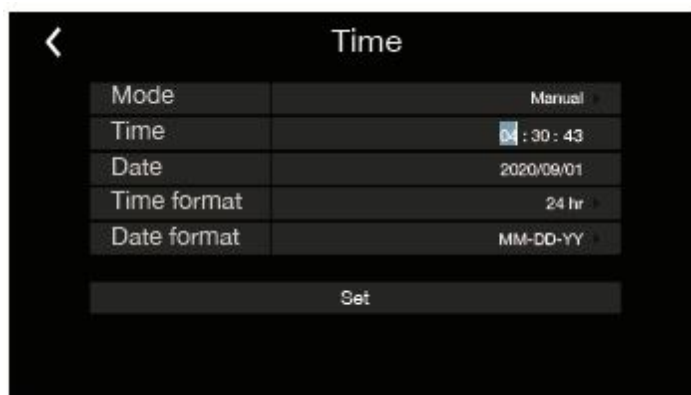 Time
Mode Manual
Time 04 : 30 : 43
Date 2020/09/01
Time format 24 hr
Date format MM-DD-YY
Set